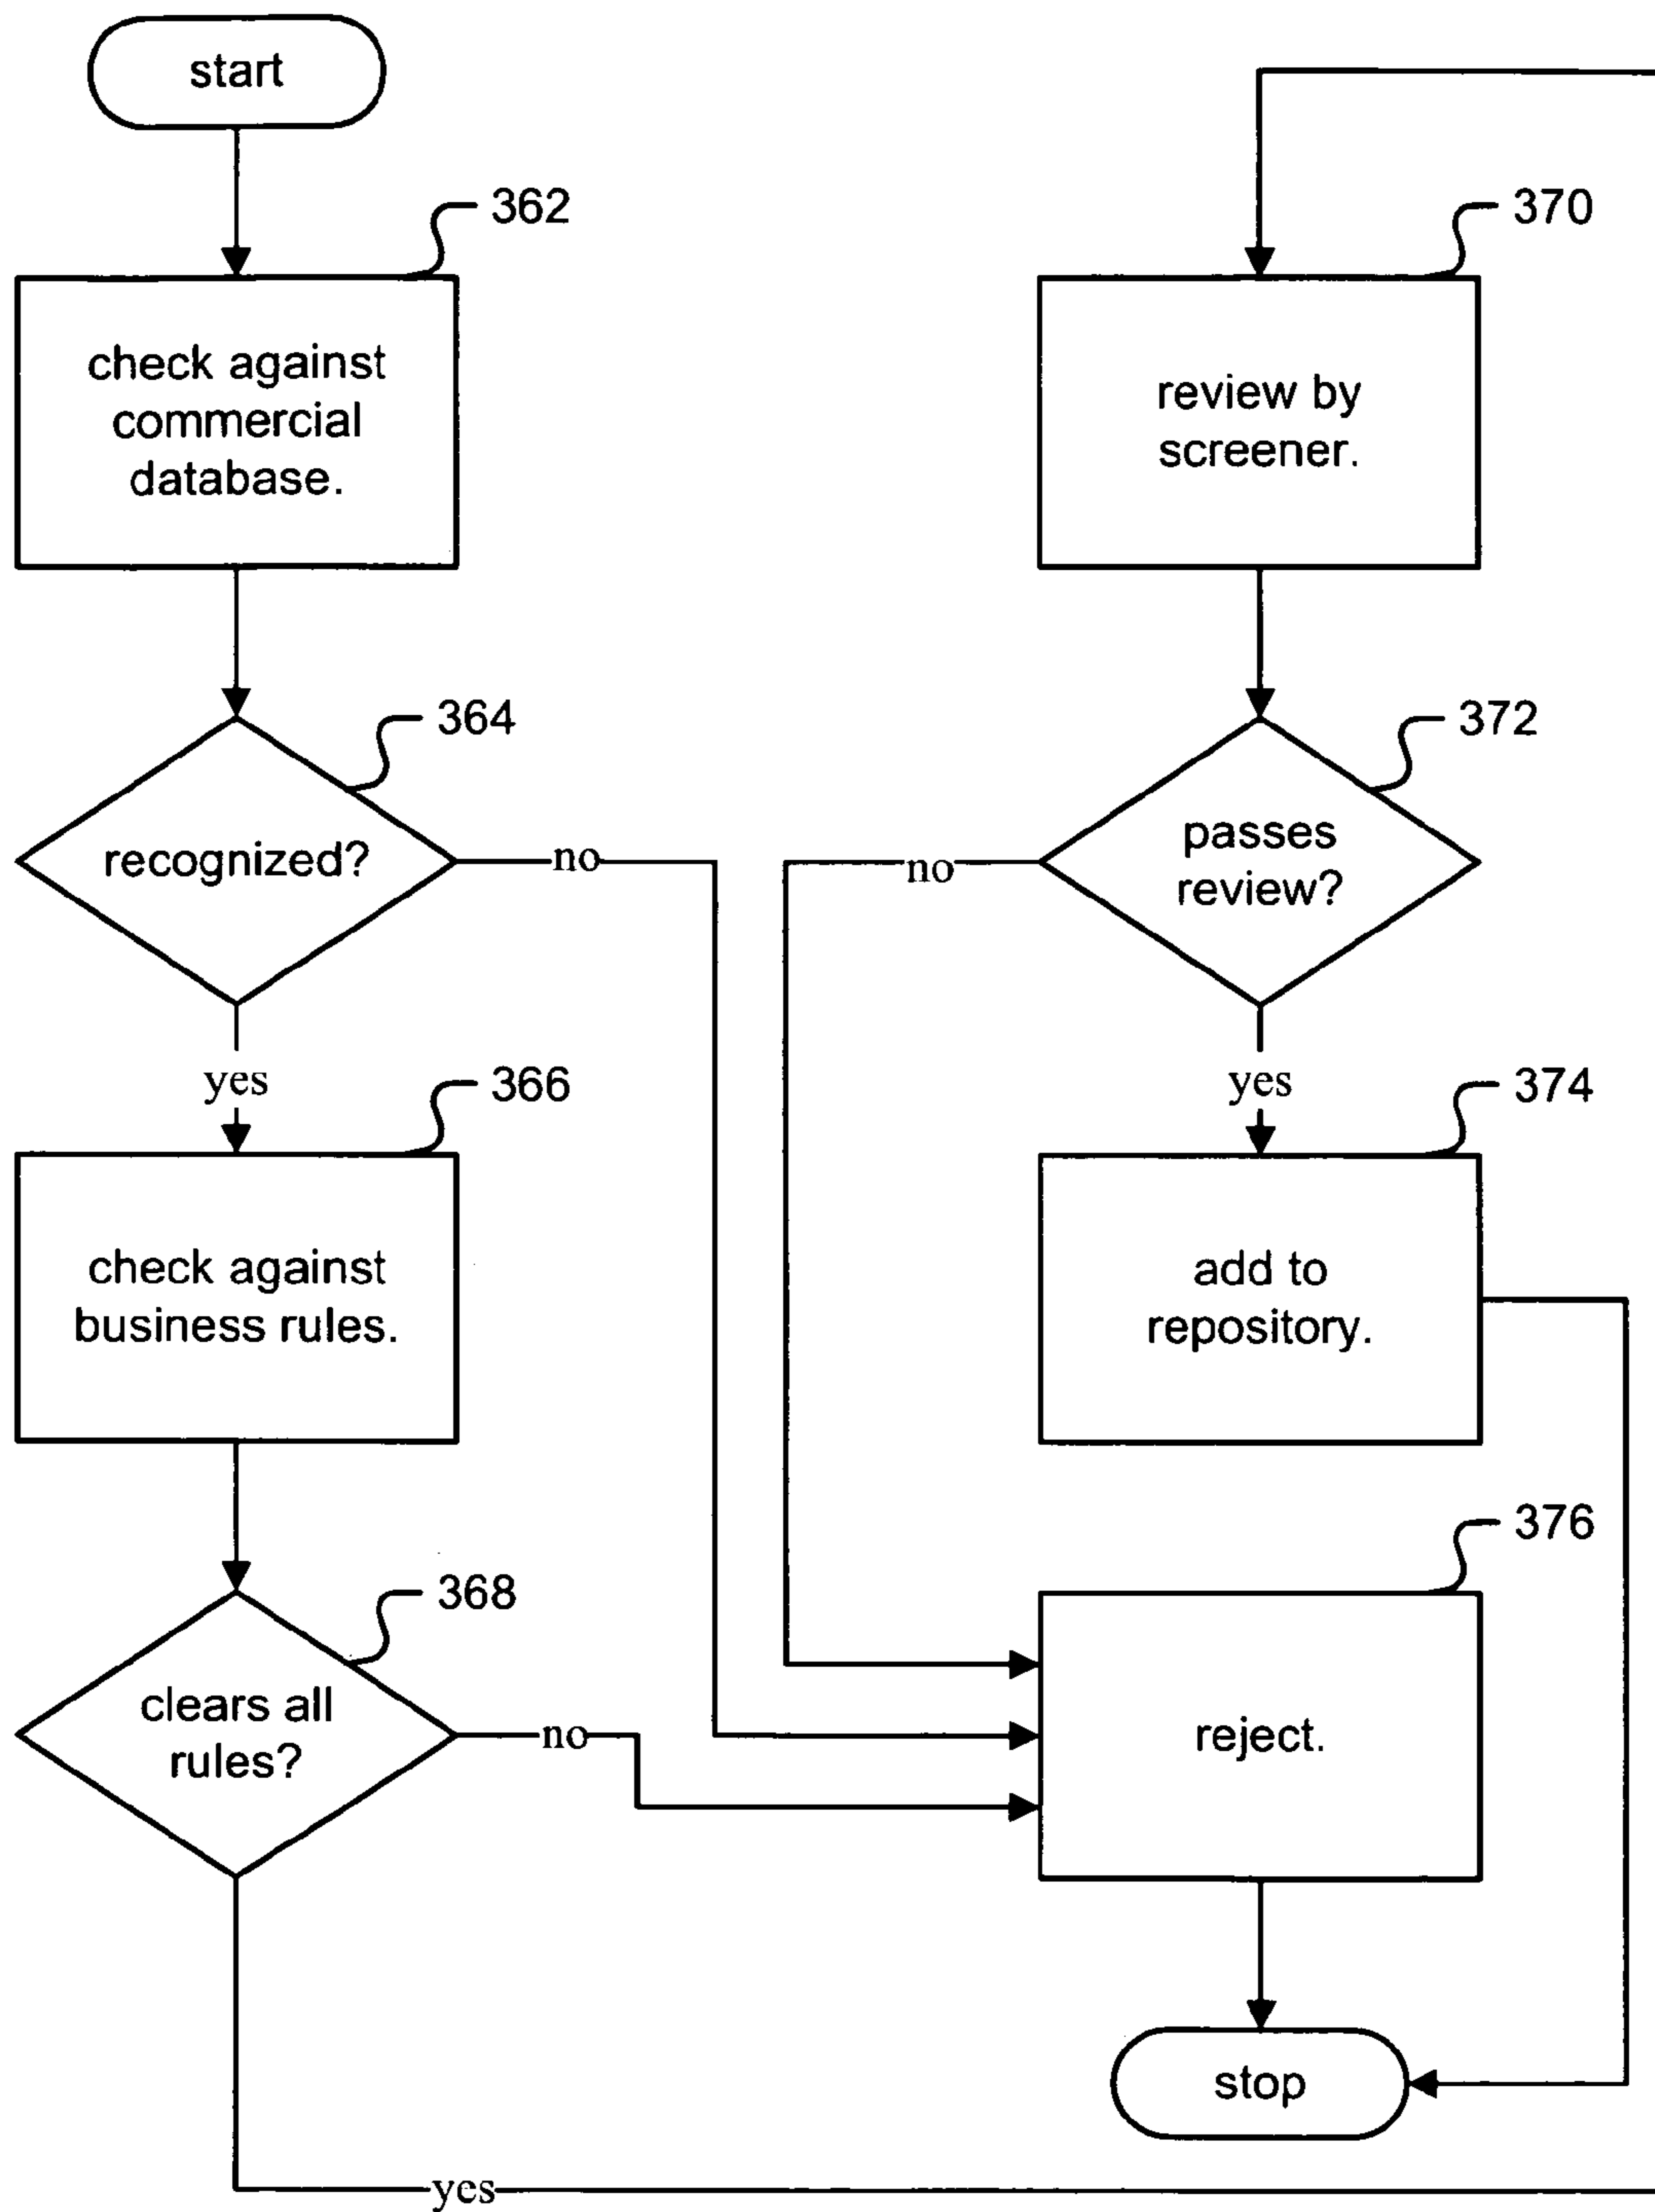 start
362
check against
commercial
database.
364
recognized?
no
yes
366
check against
business rules.
368
clears all
rules?
no
yes
370
review by
screener.
372
passes
review?
no
yes
374
add to
repository.
376
reject.
stop